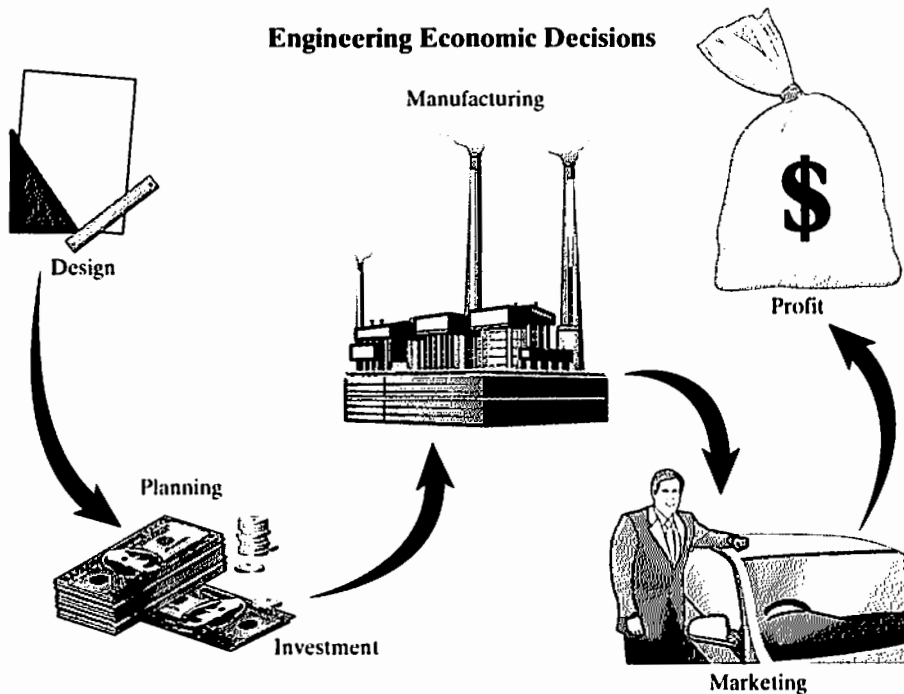 Engineering Economic Decisions
Manufacturing
$
Design
Profit
Planning
Investment
Marketing